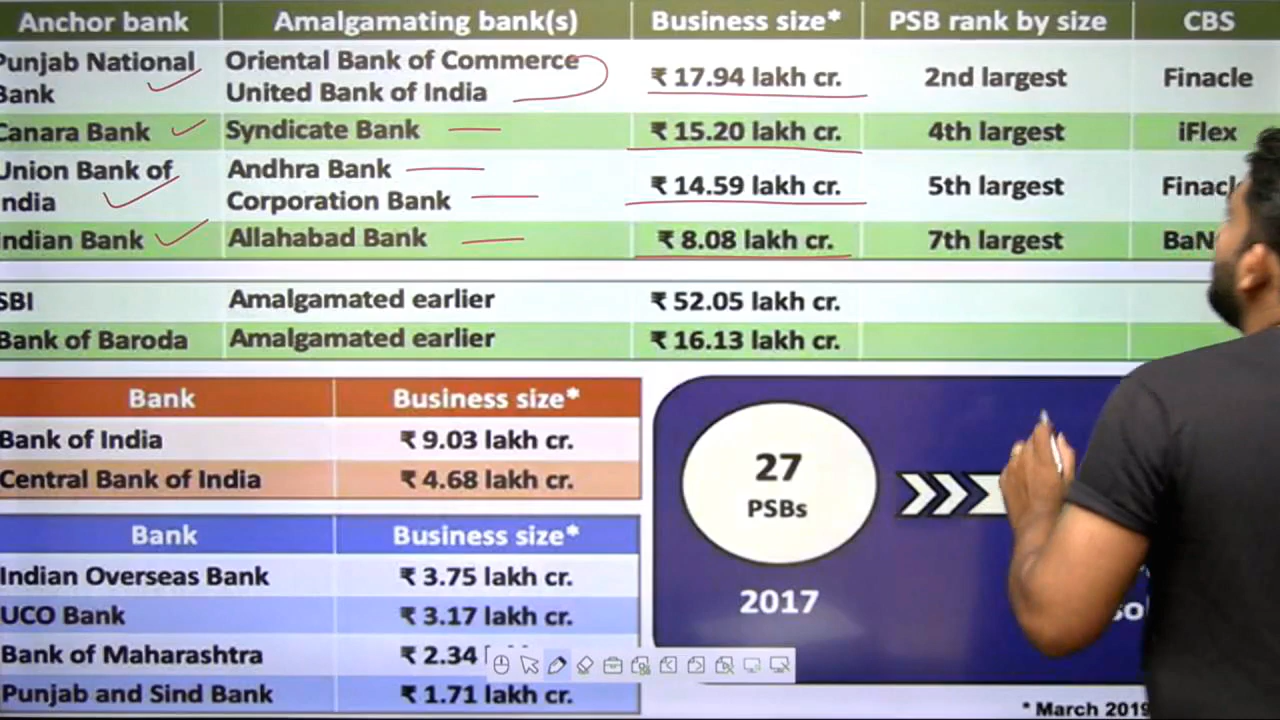 Anchor bank Amalgamating bank(s) Business size* PSB rank by size CBS
Punjab National Bank Oriental Bank of Commerce United Bank of India ₹ 17.94 lakh cr. 2nd largest Finacle
Canara Bank Syndicate Bank ₹ 15.20 lakh cr. 4th largest iFlex
Union Bank of India Andhra Bank Corporation Bank ₹ 14.59 lakh cr. 5th largest Finacle
Indian Bank Allahabad Bank ₹ 8.08 lakh cr. 7th largest BaN
SBI Amalgamated earlier ₹ 52.05 lakh cr.
Bank of Baroda Amalgamated earlier ₹ 16.13 lakh cr.
Bank Business size*
Bank of India ₹ 9.03 lakh cr.
Central Bank of India ₹ 4.68 lakh cr.
Bank Business size*
Indian Overseas Bank ₹ 3.75 lakh cr.
UCO Bank ₹ 3.17 lakh cr.
Bank of Maharashtra ₹ 2.34
Punjab and Sind Bank ₹ 1.71 lakh cr.
27
PSBs
2017
* March 2019